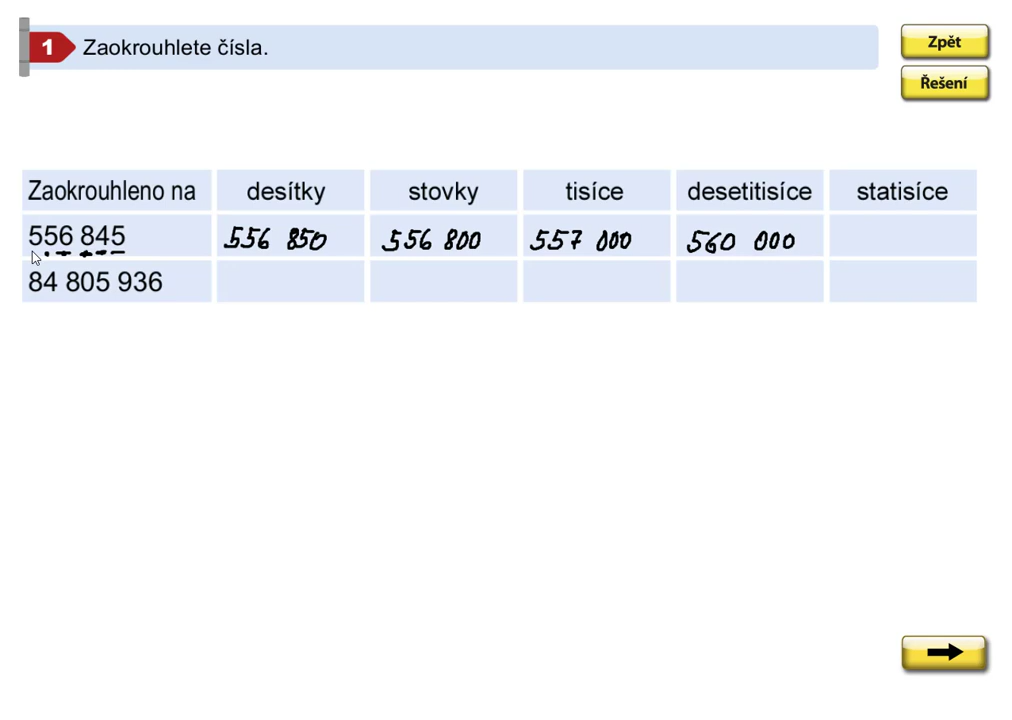 1 Zaokrouhlete čísla.
Zpět
Řešení
Zaokrouhleno na desítky stovky tisíce desetitisíce statisíce
556 845 556 850 556 800 557 000 560 000
84 805 936